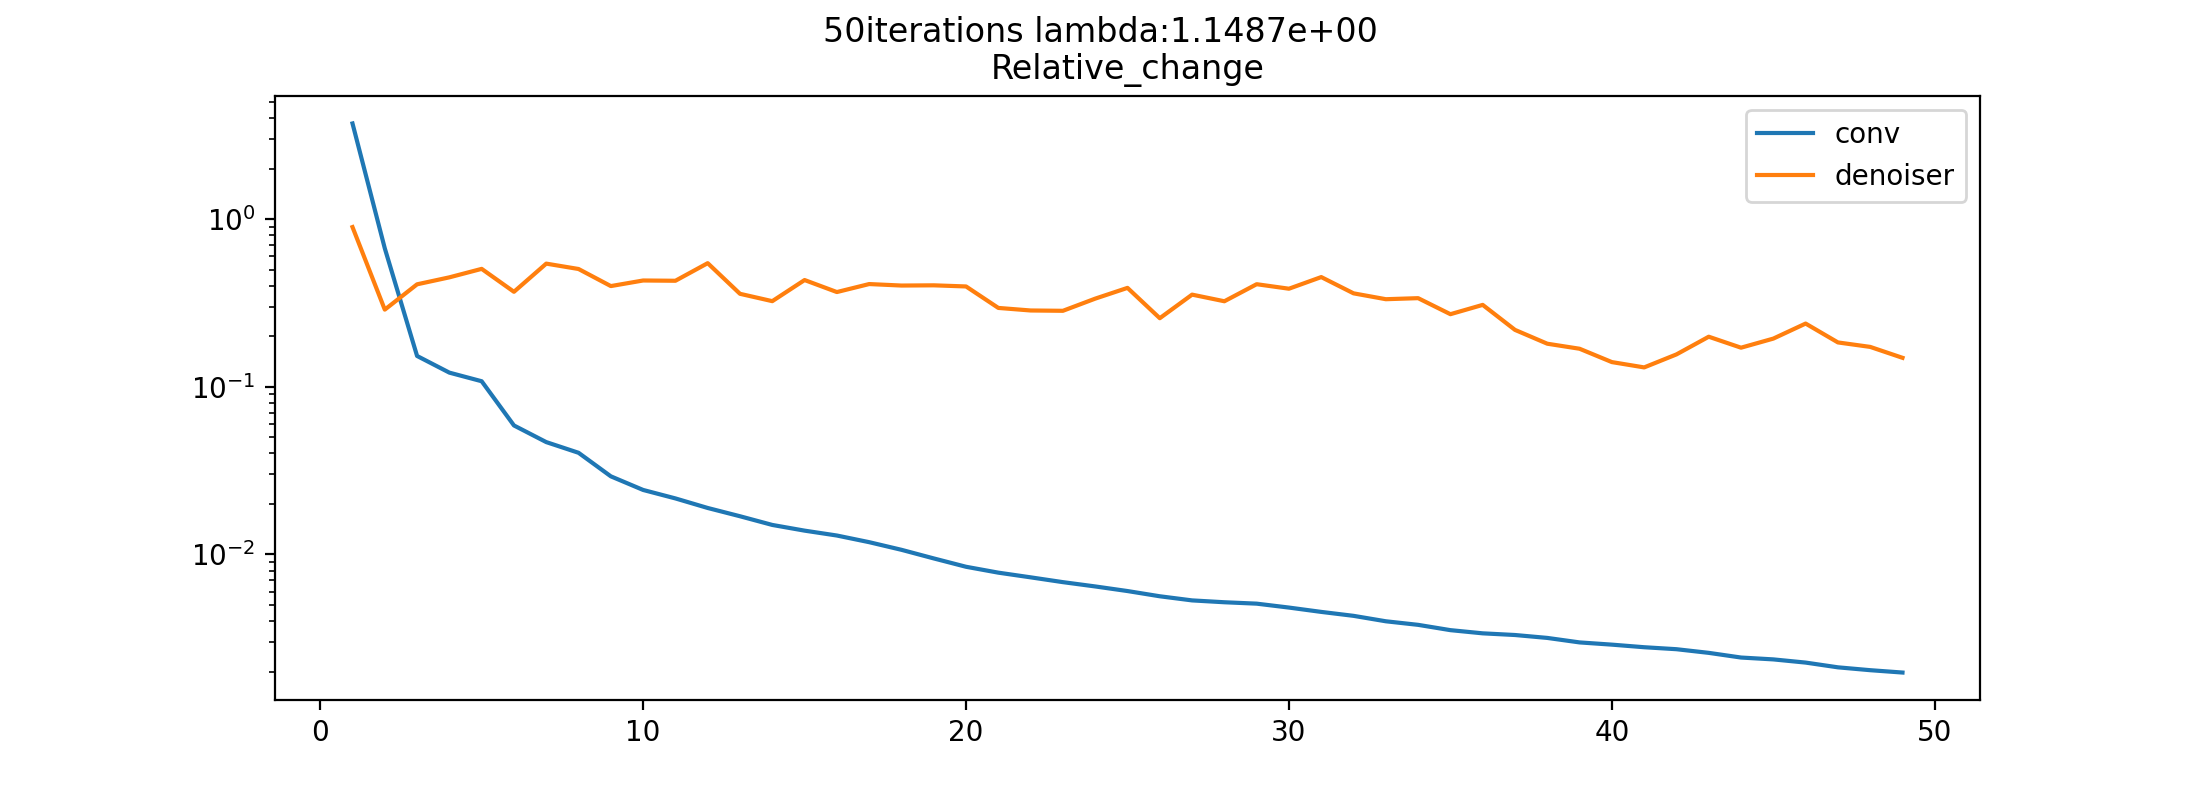 50iterations lambda:1.1487e+00
Relative_change
conv
denoiser
10⁰
10⁻¹
10⁻²
0 10 20 30 40 50